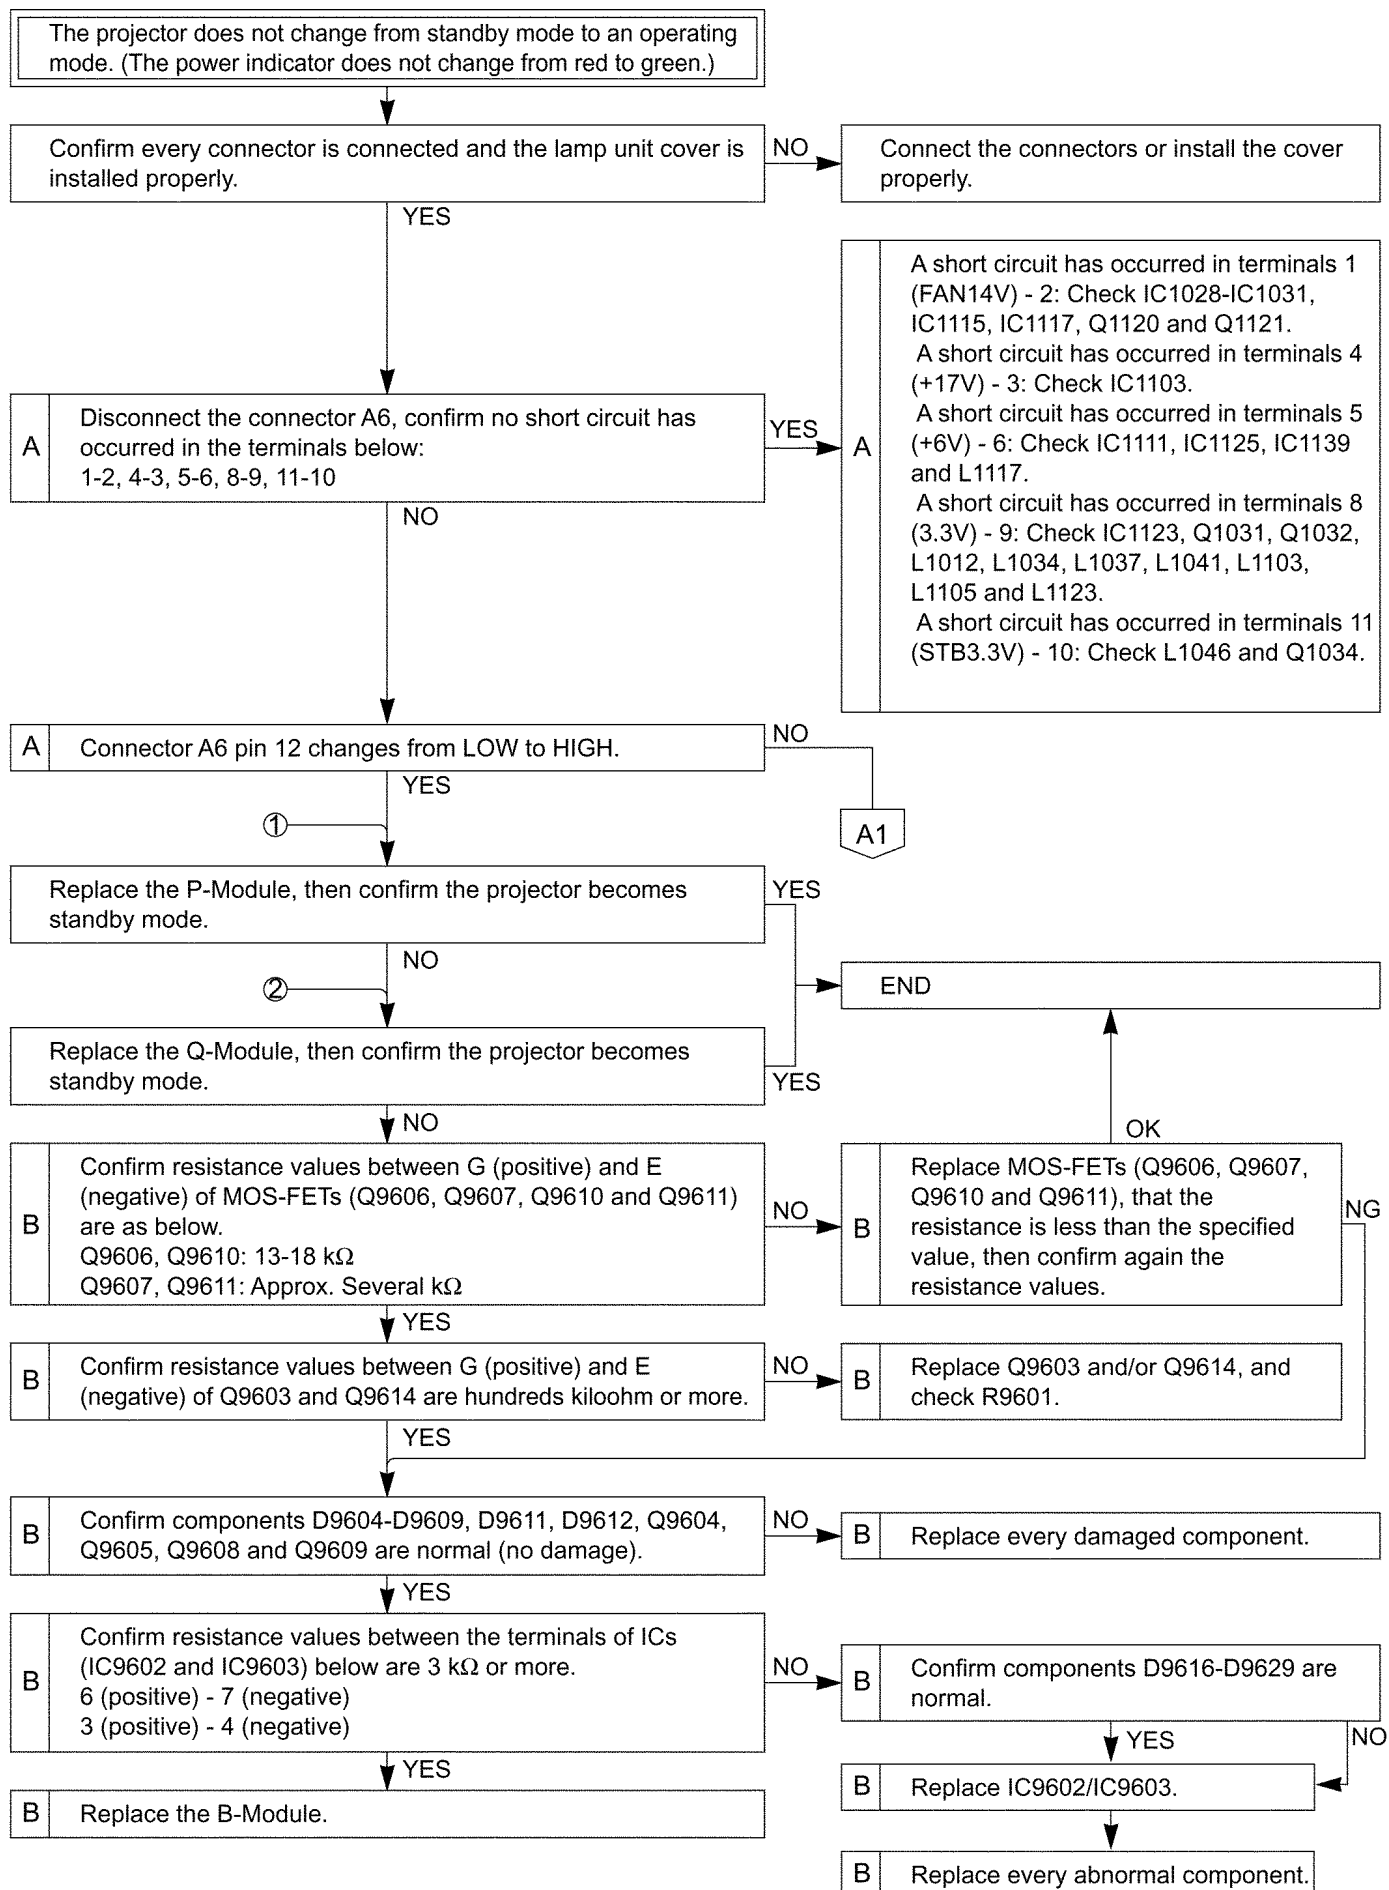 The projector does not change from standby mode to an operating
mode. (The power indicator does not change from red to green.)
Confirm every connector is connected and the lamp unit cover is
installed properly.
NO
Connect the connectors or install the cover
properly.
YES
A
Disconnect the connector A6, confirm no short circuit has
occurred in the terminals below:
1-2, 4-3, 5-6, 8-9, 11-10
YES
A
A short circuit has occurred in terminals 1
(FAN14V) - 2: Check IC1028-IC1031,
IC1115, IC1117, Q1120 and Q1121.
A short circuit has occurred in terminals 4
(+17V) - 3: Check IC1103.
A short circuit has occurred in terminals 5
(+6V) - 6: Check IC1111, IC1125, IC1139
and L1117.
A short circuit has occurred in terminals 8
(3.3V) - 9: Check IC1123, Q1031, Q1032,
L1012, L1034, L1037, L1041, L1103,
L1105 and L1123.
A short circuit has occurred in terminals 11
(STB3.3V) - 10: Check L1046 and Q1034.
NO
A
Connector A6 pin 12 changes from LOW to HIGH.
NO
A1
YES
①
Replace the P-Module, then confirm the projector becomes
standby mode.
YES
NO
②
END
Replace the Q-Module, then confirm the projector becomes
standby mode.
YES
NO
B
Confirm resistance values between G (positive) and E
(negative) of MOS-FETs (Q9606, Q9607, Q9610 and Q9611)
are as below.
Q9606, Q9610: 13-18 kΩ
Q9607, Q9611: Approx. Several kΩ
NO
OK
B
Replace MOS-FETs (Q9606, Q9607,
Q9610 and Q9611), that the
resistance is less than the specified
value, then confirm again the
resistance values.
NG
YES
B
Confirm resistance values between G (positive) and E
(negative) of Q9603 and Q9614 are hundreds kiloohm or more.
NO
B
Replace Q9603 and/or Q9614, and
check R9601.
YES
B
Confirm components D9604-D9609, D9611, D9612, Q9604,
Q9605, Q9608 and Q9609 are normal (no damage).
NO
B
Replace every damaged component.
YES
B
Confirm resistance values between the terminals of ICs
(IC9602 and IC9603) below are 3 kΩ or more.
6 (positive) - 7 (negative)
3 (positive) - 4 (negative)
NO
B
Confirm components D9616-D9629 are
normal.
YES
NO
YES
B
Replace IC9602/IC9603.
B
Replace the B-Module.
B
Replace every abnormal component.